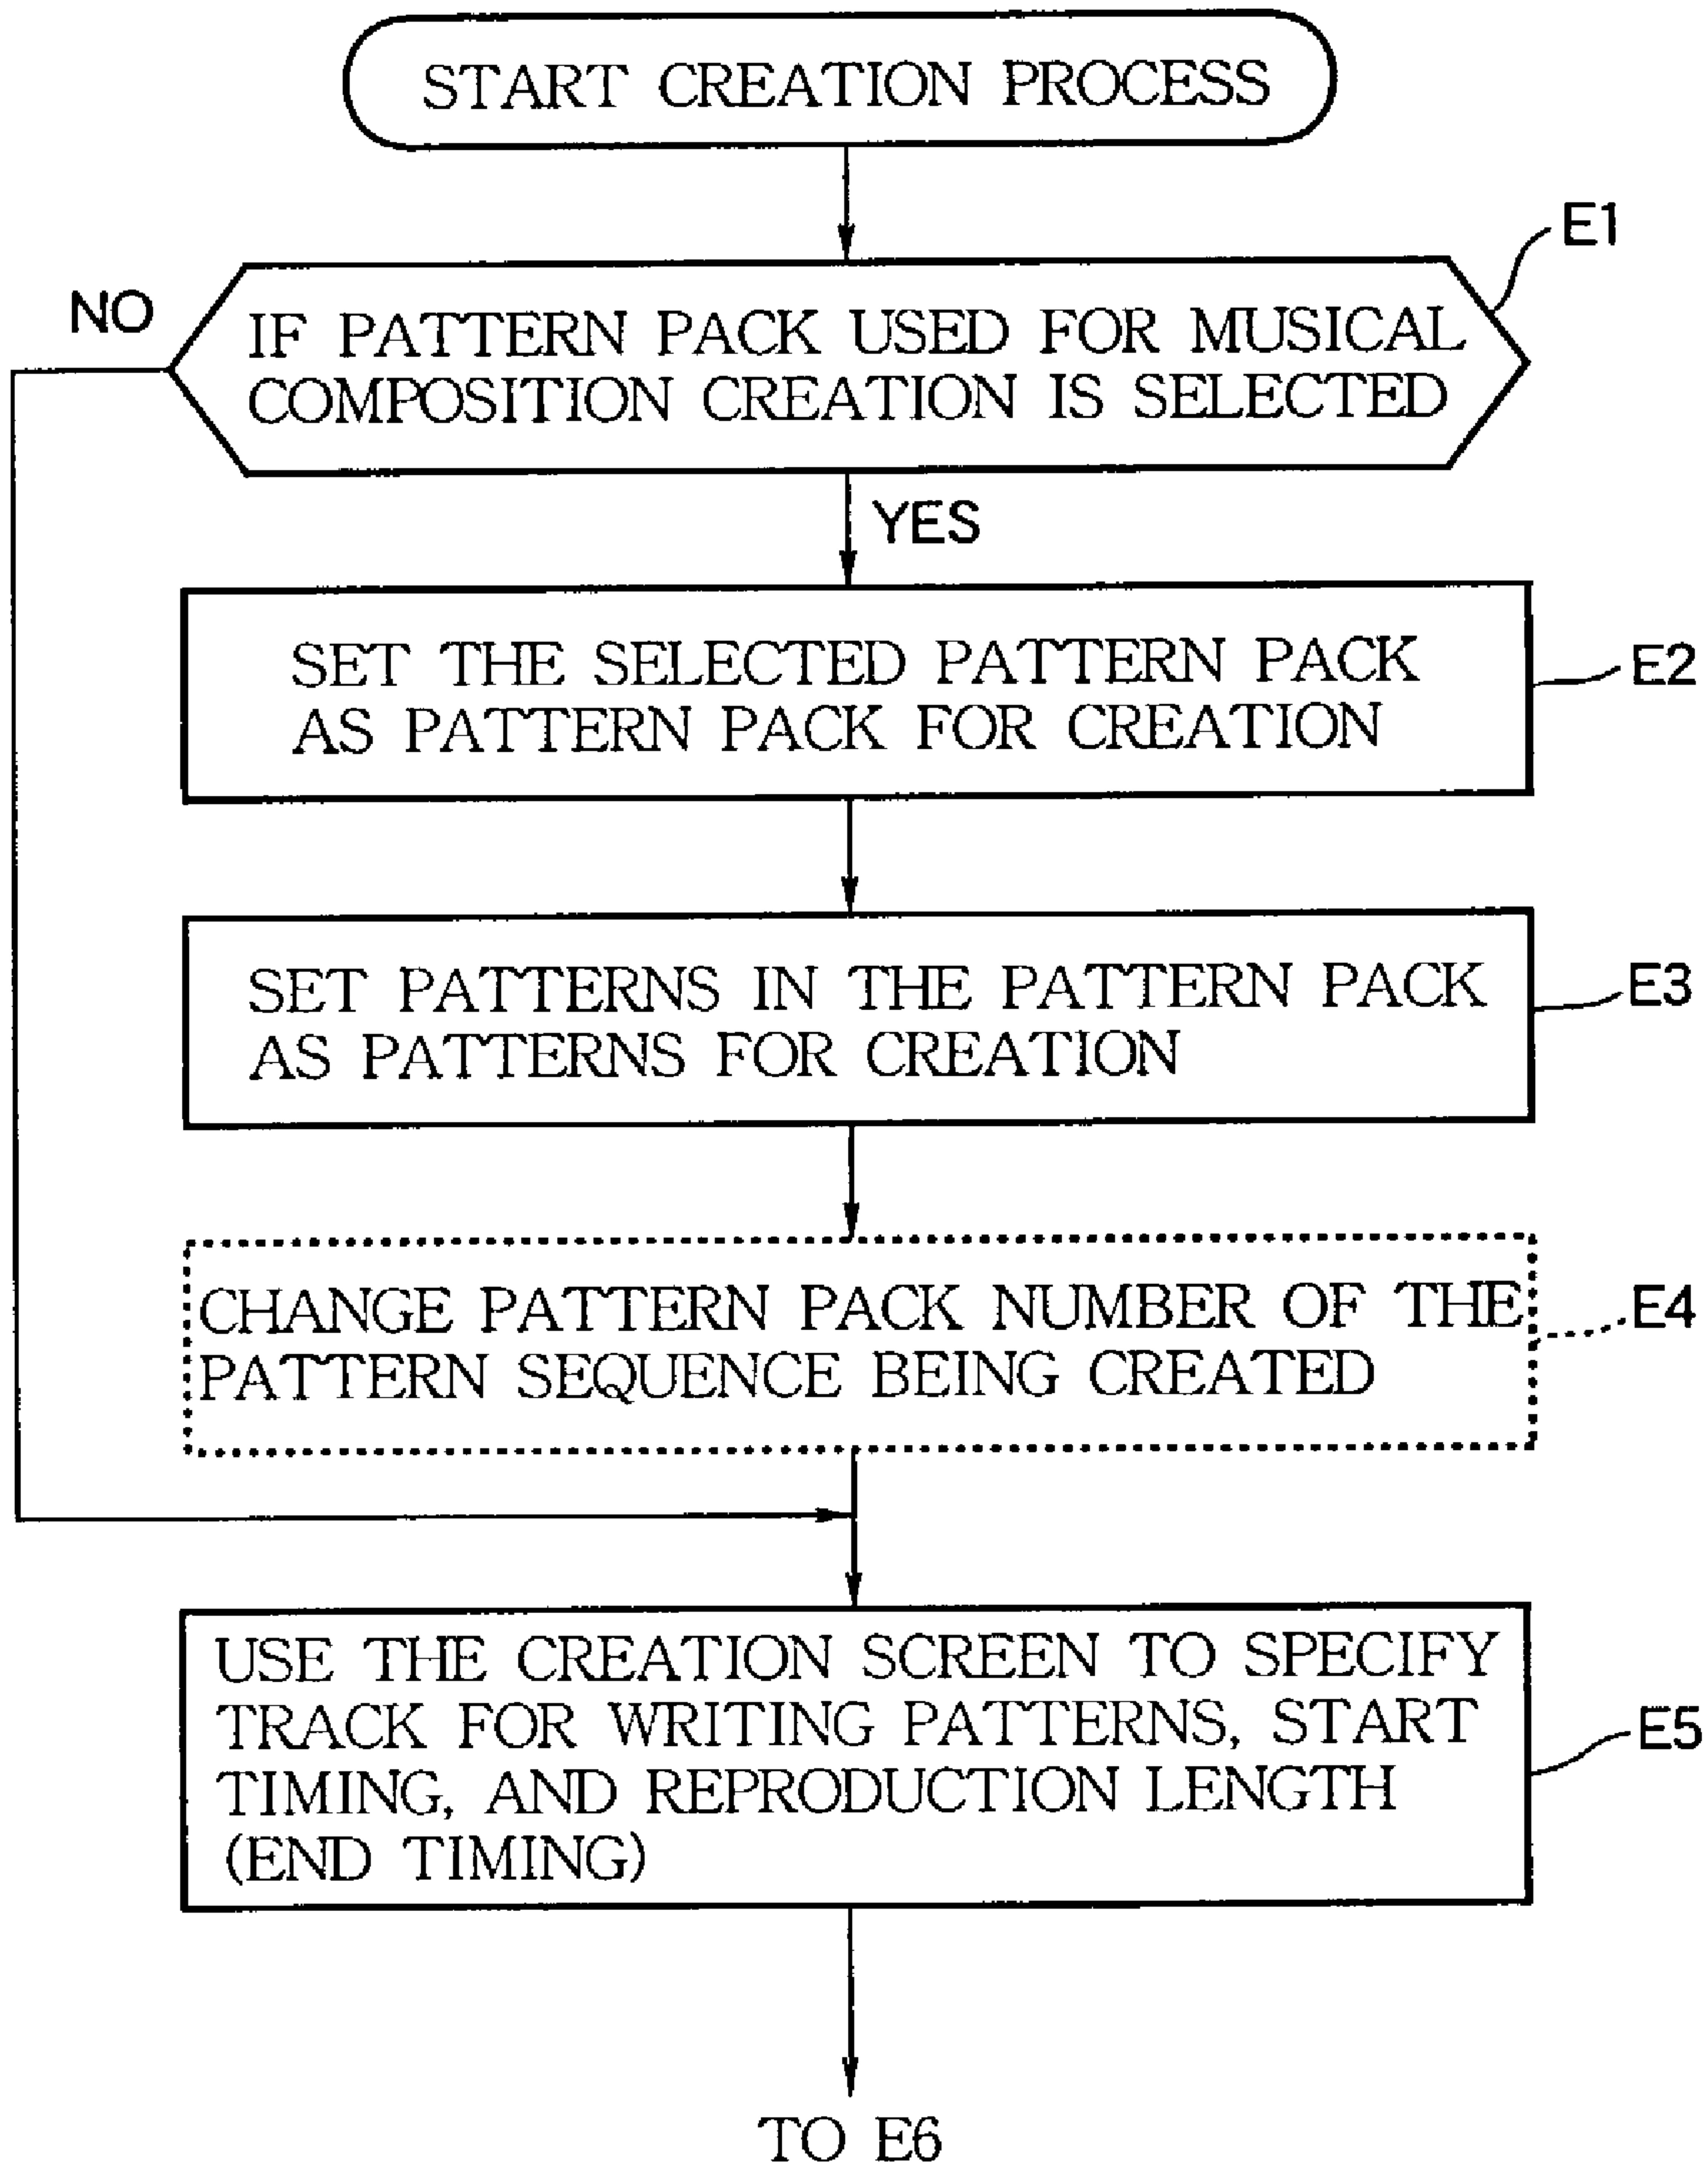 START CREATION PROCESS
E1
NO
IF PATTERN PACK USED FOR MUSICAL
COMPOSITION CREATION IS SELECTED
YES
SET THE SELECTED PATTERN PACK
AS PATTERN PACK FOR CREATION
E2
SET PATTERNS IN THE PATTERN PACK
AS PATTERNS FOR CREATION
E3
CHANGE PATTERN PACK NUMBER OF THE
PATTERN SEQUENCE BEING CREATED
E4
USE THE CREATION SCREEN TO SPECIFY
TRACK FOR WRITING PATTERNS, START
TIMING, AND REPRODUCTION LENGTH
(END TIMING)
E5
TO E6